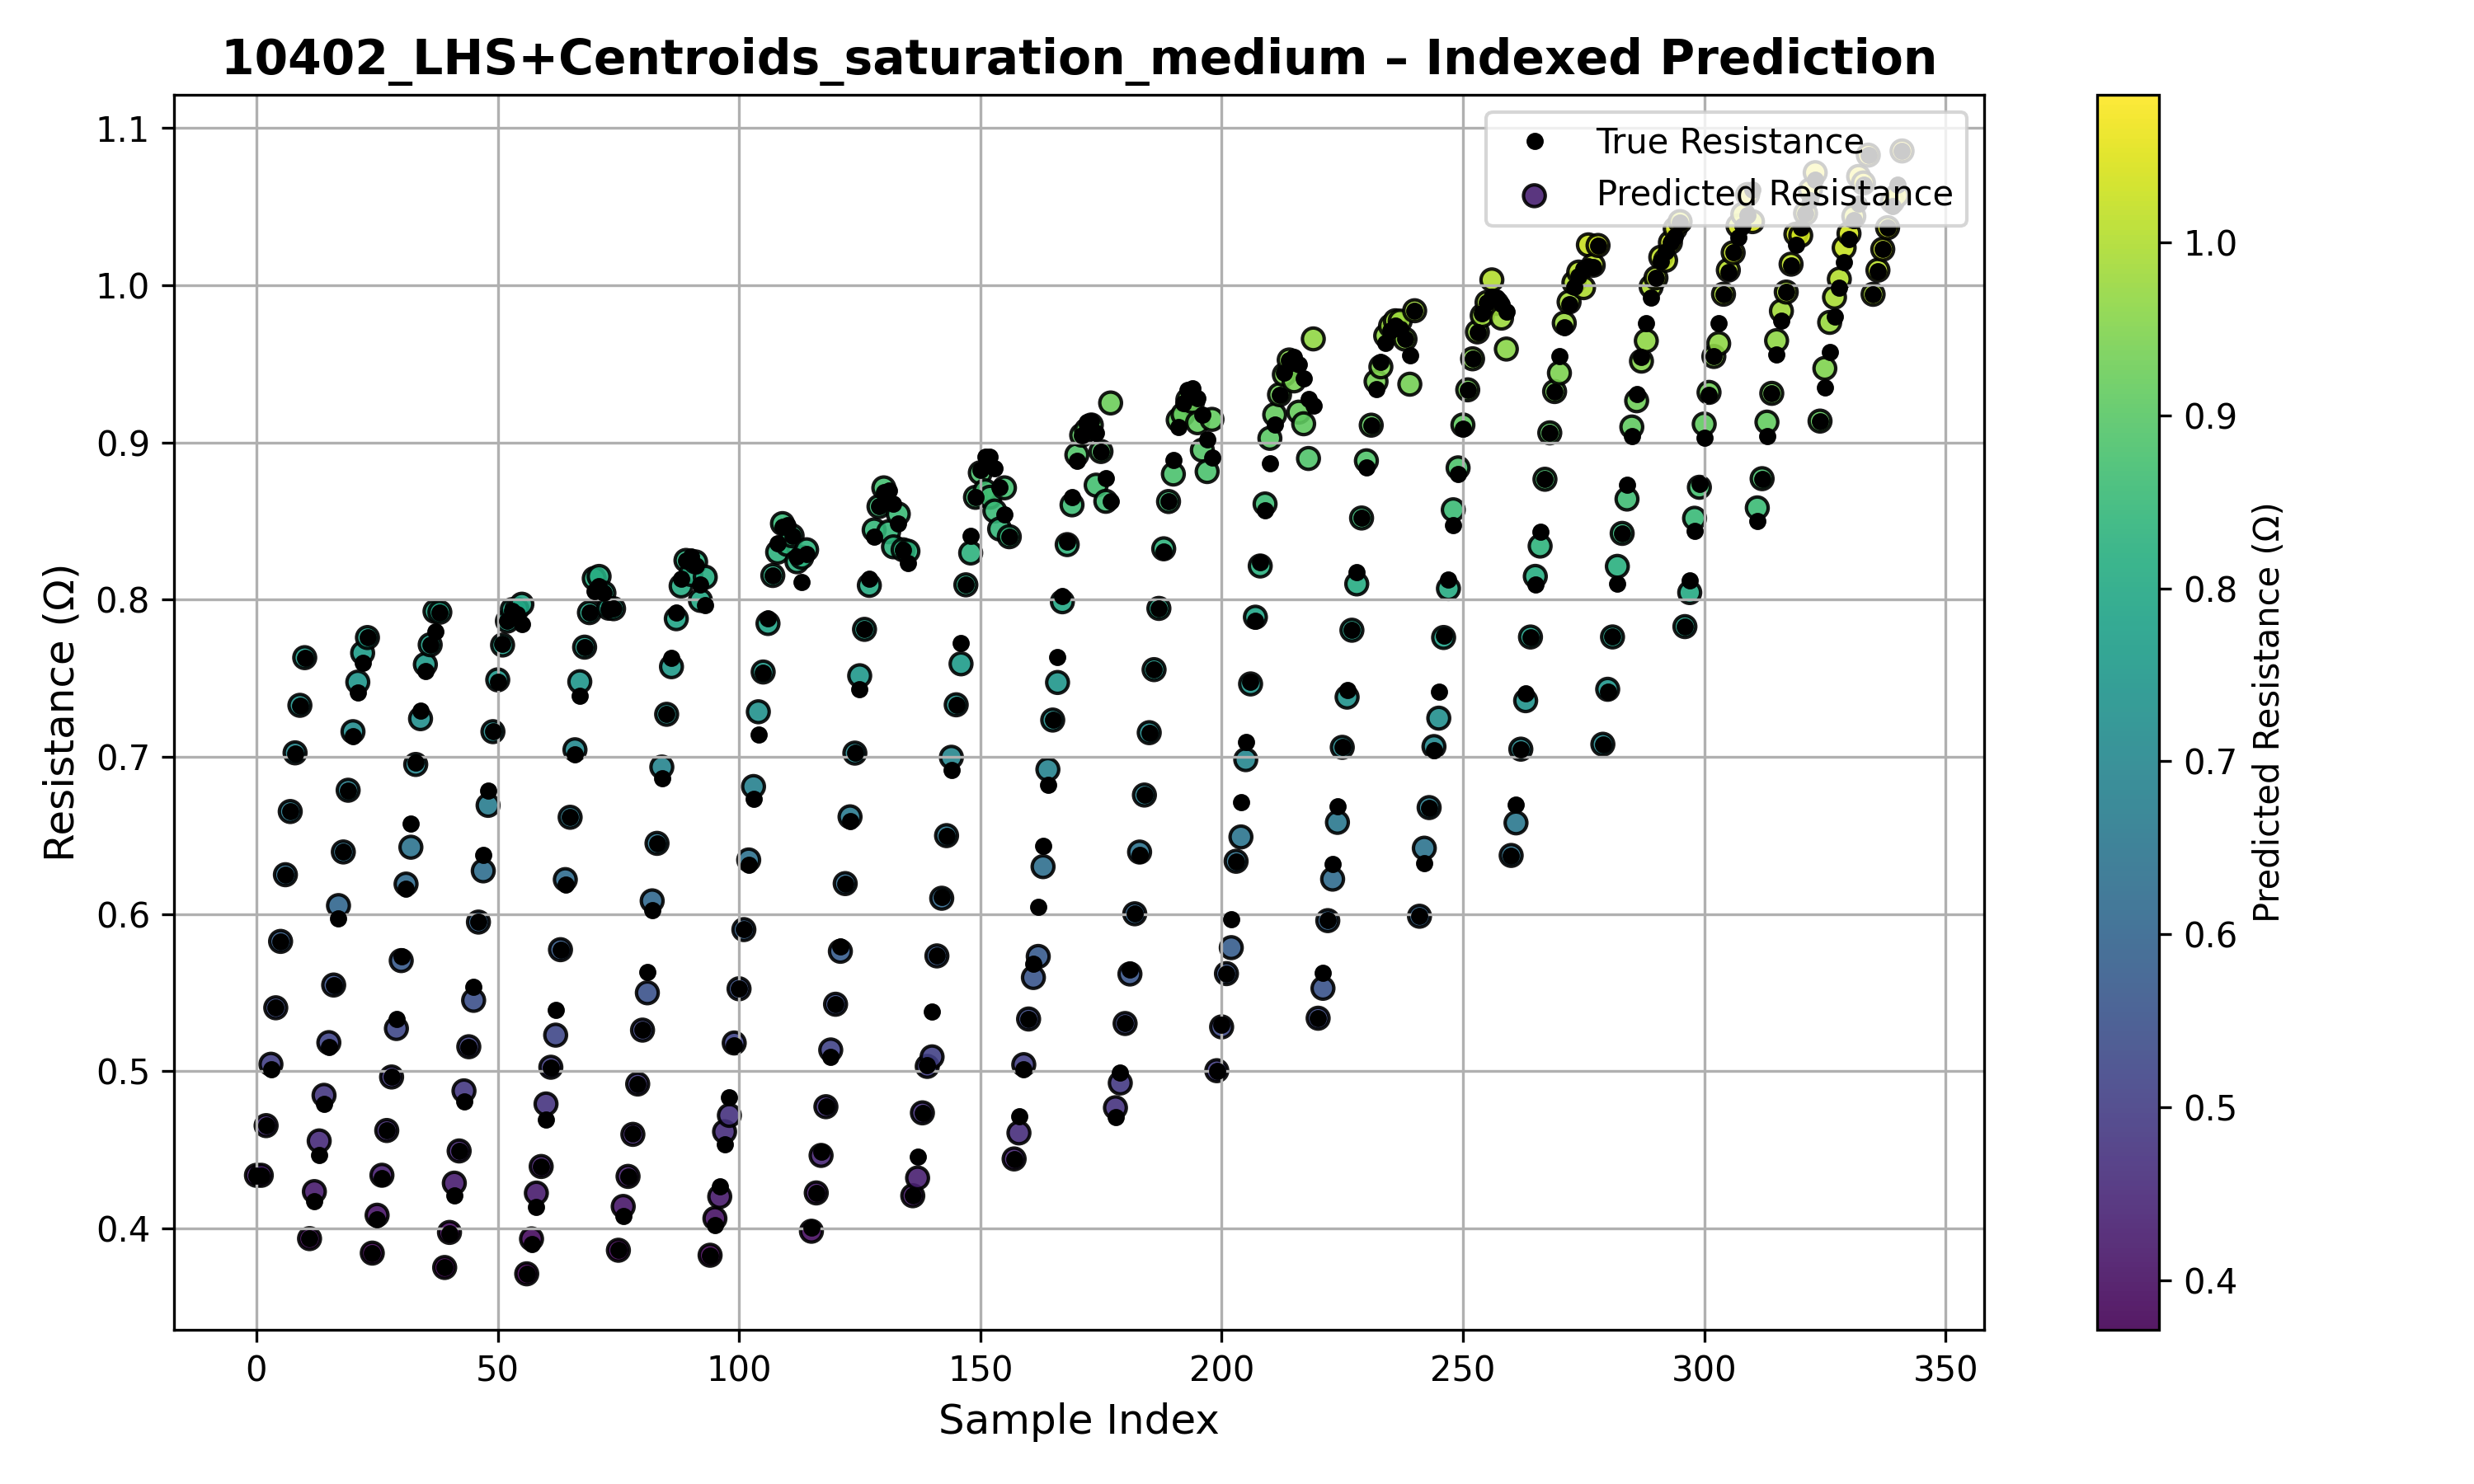 10402_LHS+Centroids_saturation_medium – Indexed Prediction
True Resistance
Predicted Resistance
1.1
1.0
0.9
0.8
0.7
0.6
0.5
0.4
Resistance (Ω)
0 50 100 150 200 250 300 350
Sample Index
1.0
0.9
0.8
0.7
0.6
0.5
0.4
Predicted Resistance (Ω)